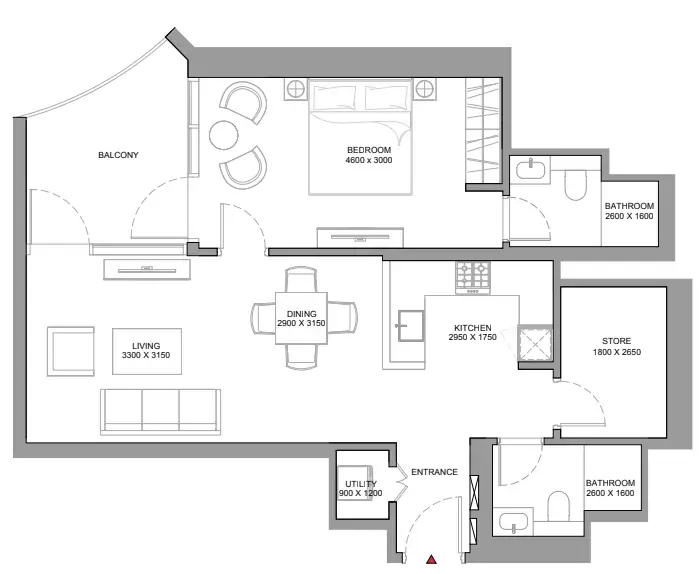 BALCONY
BEDROOM
4600 x 3000
BATHROOM
2600 X 1600
DINING
2900 X 3150
KITCHEN
2950 X 1750
LIVING
3300 X 3150
STORE
1800 X 2650
ENTRANCE
UTILITY
900 X 1200
BATHROOM
2600 X 1600